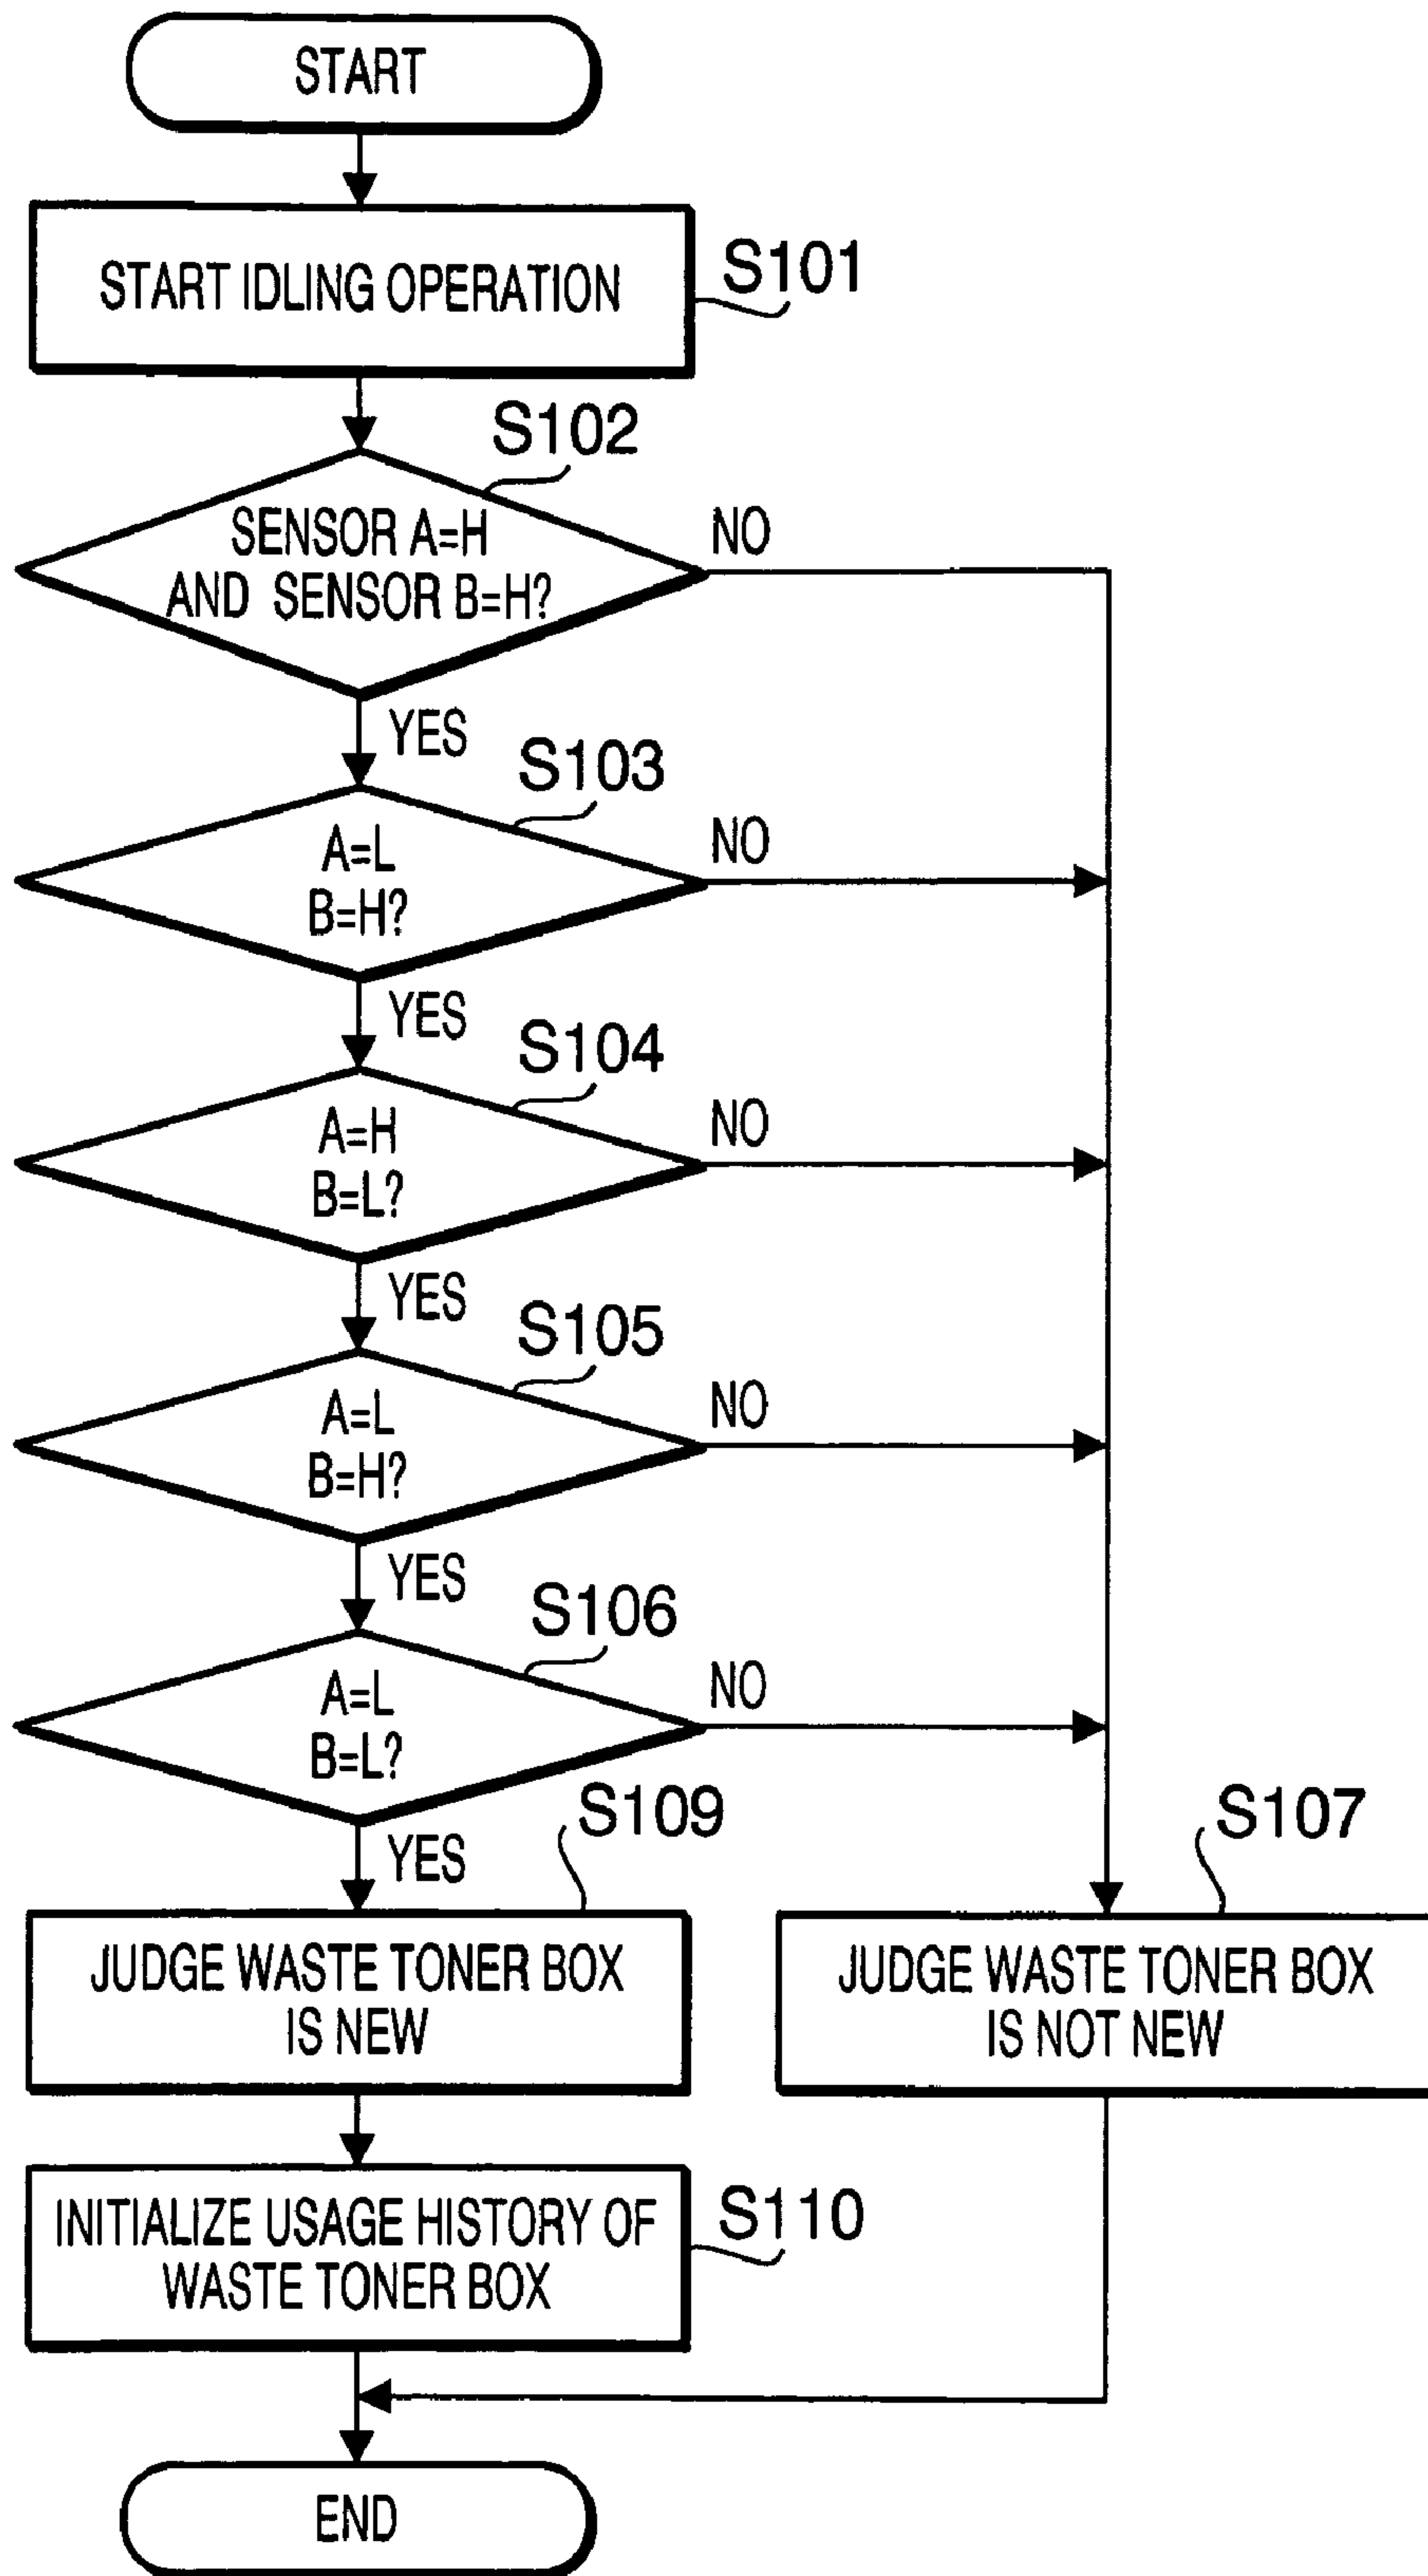 START
START IDLING OPERATION
S101
S102
SENSOR A=H
AND SENSOR B=H?
NO
YES
S103
A=L
B=H?
NO
YES
S104
A=H
B=L?
NO
YES
S105
A=L
B=H?
NO
YES
S106
A=L
B=L?
NO
YES
S109
JUDGE WASTE TONER BOX
IS NEW
S107
JUDGE WASTE TONER BOX
IS NOT NEW
INITIALIZE USAGE HISTORY OF
WASTE TONER BOX
S110
END